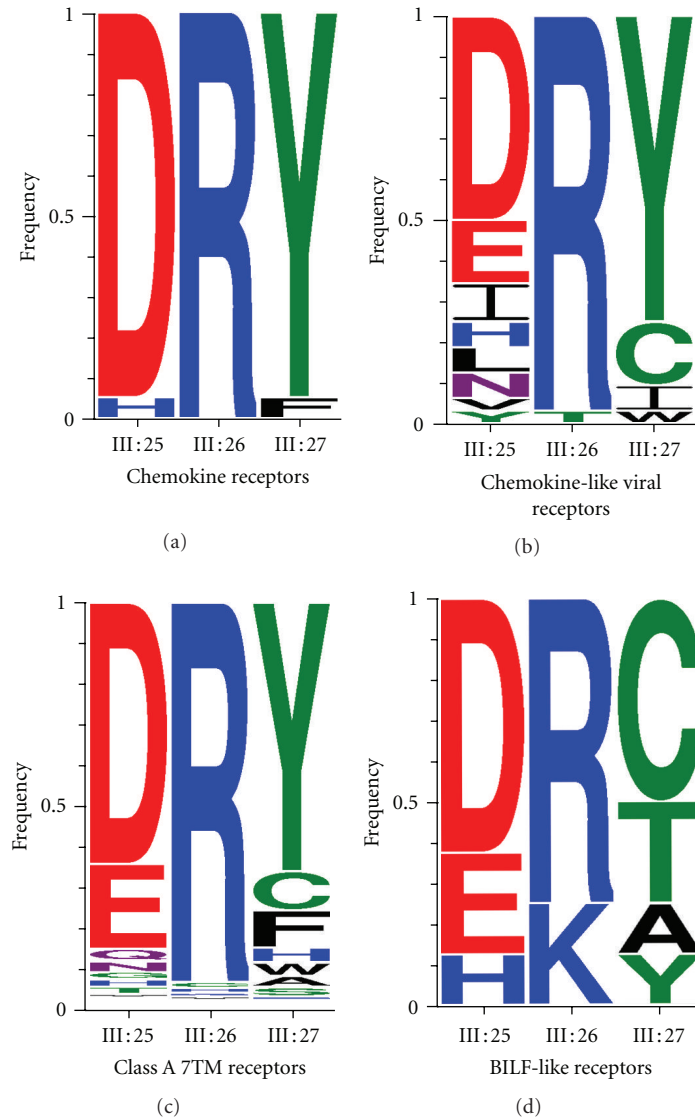 1
0.5
0
Frequency
D R Y
H F
III:25 III:26 III:27
Chemokine receptors
(a)
1
0.5
0
Frequency
D R Y
E
I
H C
L
N I
V
Y T W
III:25 III:26 III:27
Chemokine-like viral
receptors
(b)
1
0.5
0
Frequency
D R Y
E C
F
Q H
N
III:25 III:26 III:27
Class A 7TM receptors
(c)
1
0.5
0
Frequency
D R C
E K T
A
H Y
III:25 III:26 III:27
BILF-like receptors
(d)